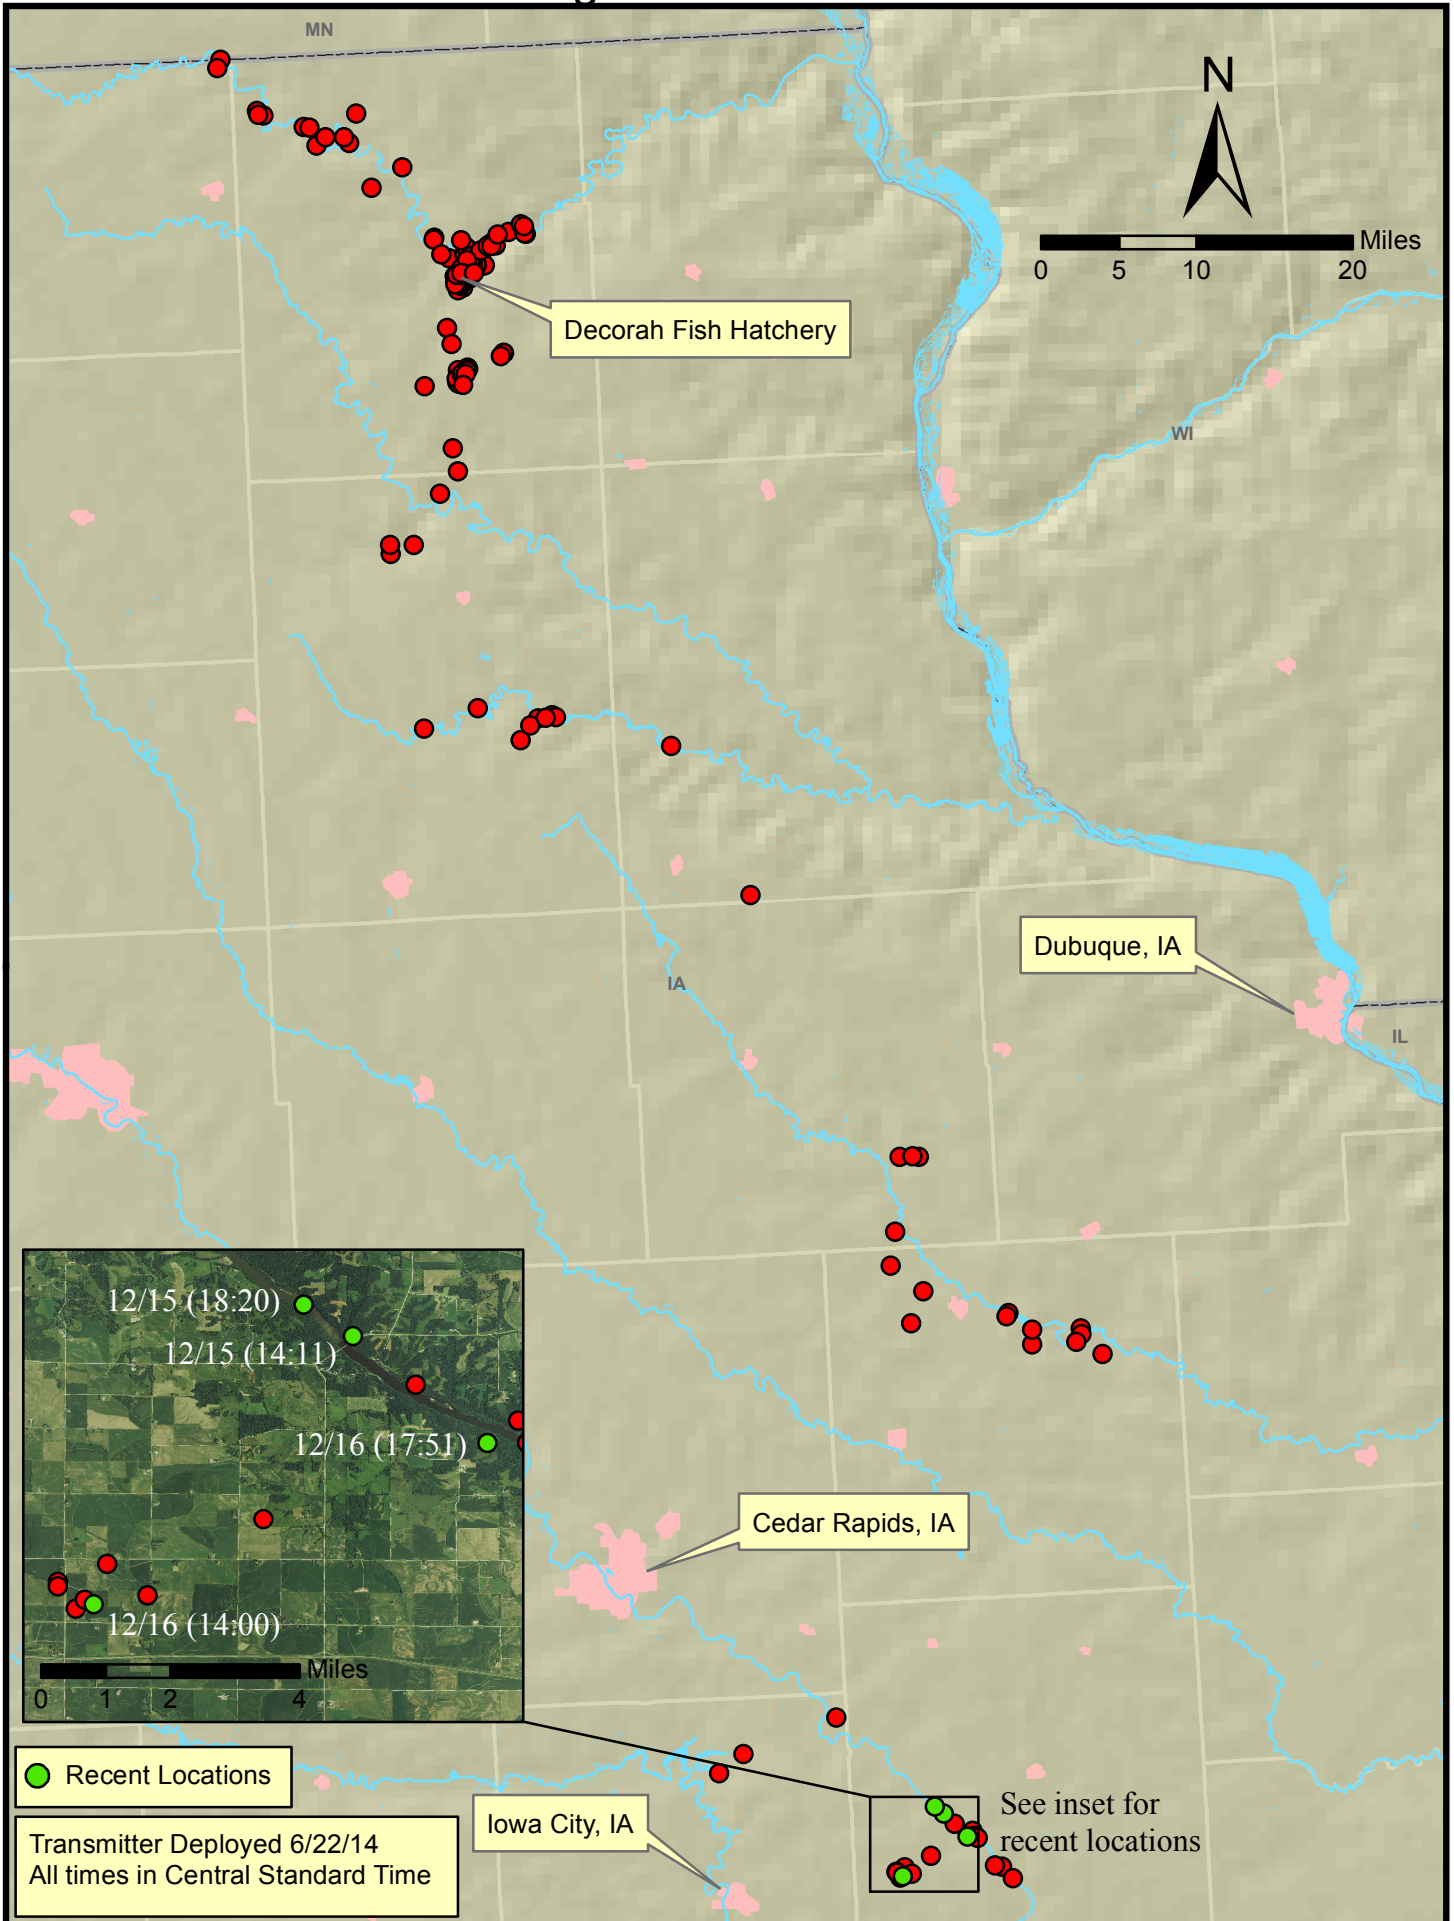 MN
N
Miles
0 5 10 20
Decorah Fish Hatchery
WI
Dubuque, IA
IA
IL
12/15 (18:20)
12/15 (14:11)
12/16 (17:51)
12/16 (14:00)
Miles
0 1 2 4
Cedar Rapids, IA
Recent Locations
Iowa City, IA
See inset for
recent locations
Transmitter Deployed 6/22/14
All times in Central Standard Time